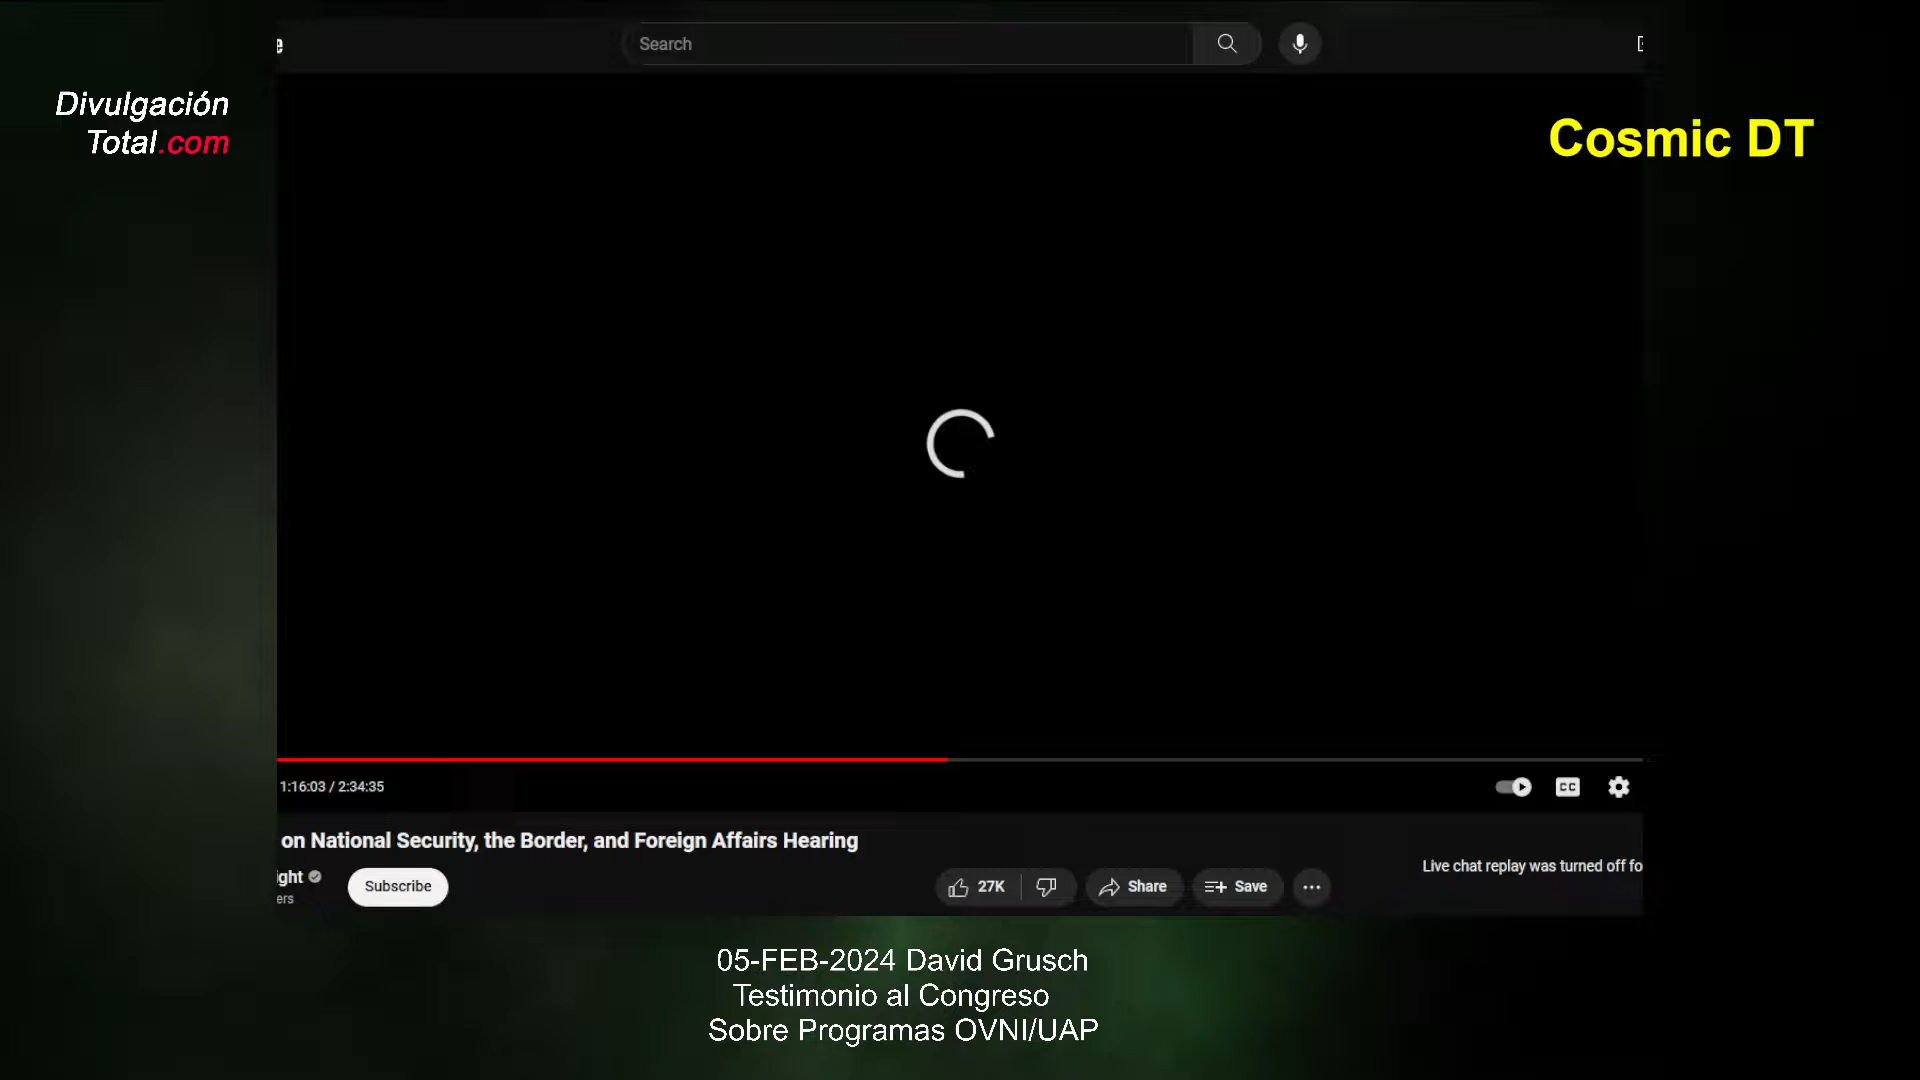 e
Search
Divulgación
Total.com
Cosmic DT
1:16:03 / 2:34:35
CC
on National Security, the Border, and Foreign Affairs Hearing
ight
ers
Subscribe
27K
Share
Save
Live chat replay was turned off fo
05-FEB-2024 David Grusch
Testimonio al Congreso
Sobre Programas OVNI/UAP